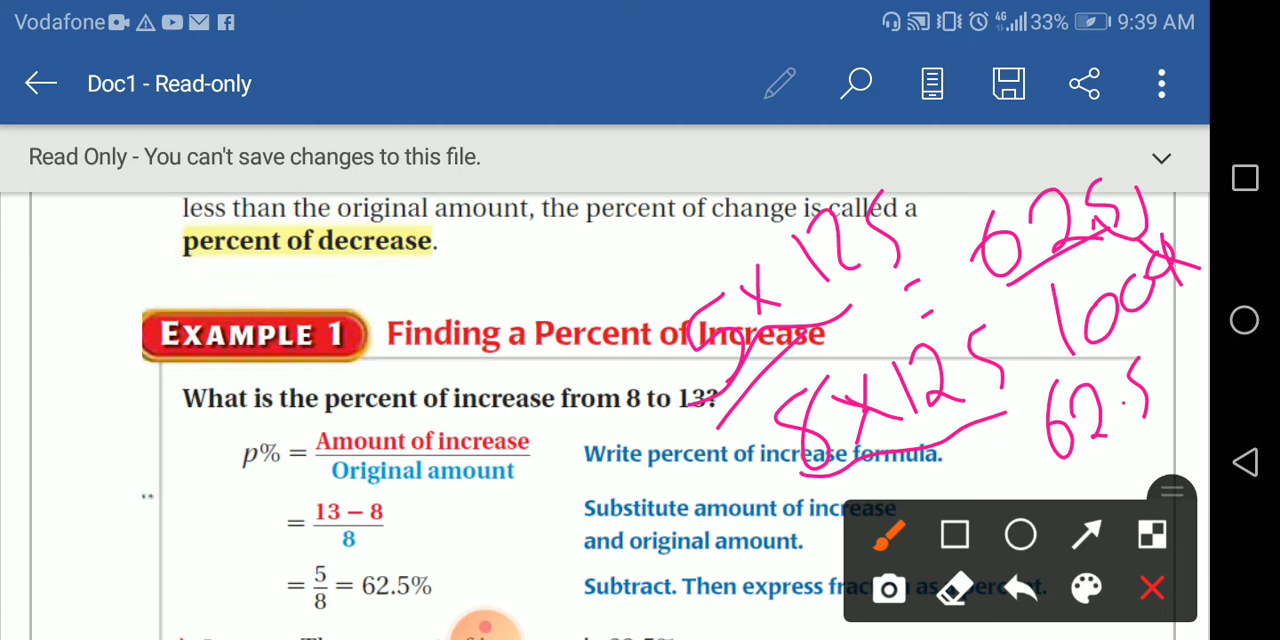 Vodafone 4G 33% 9:39 AM
Doc1 - Read-only
Read Only - You can't save changes to this file.
less than the original amount, the percent of change is called a
percent of decrease.
EXAMPLE 1 Finding a Percent of Increase
What is the percent of increase from 8 to 13?
p% = Amount of increase / Original amount Write percent of increase formula.
= 13 – 8 / 8 Substitute amount of increase
and original amount.
= 5/8 = 62.5% Subtract. Then express fraction as percent.
5 x 125 / 8 x 125 = 625 / 1000
62.5